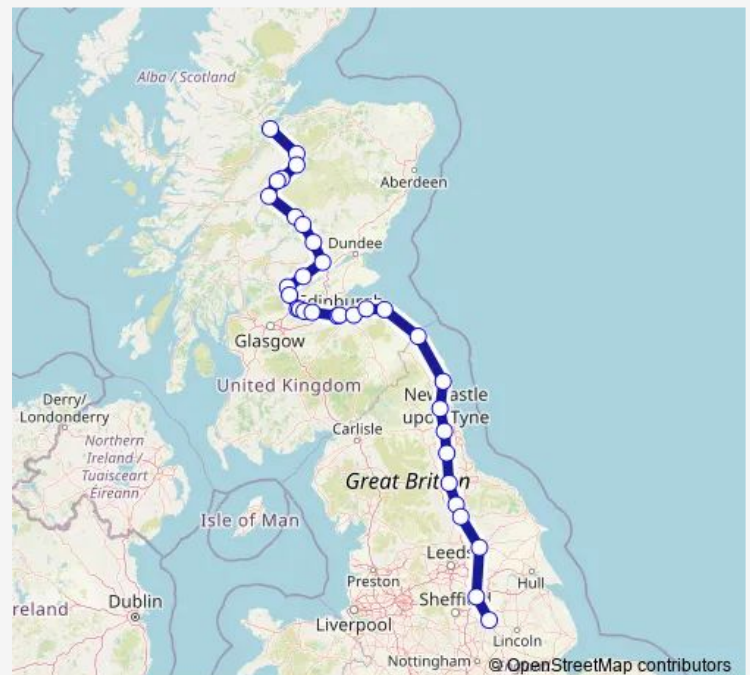 Alba / Scotland
Aberdeen
Dundee
Edinburgh
Glasgow
United Kingdom
Derry/
Londonderry
Newcastle
upon Tyne
Carlisle
Northern
Ireland /
Tuaisceart
Éireann
Great Britain
Isle of Man
Leeds
Preston
Hull
reland
Dublin
Sheffi d
Liverpool
Lincoln
Nottingham
© OpenStreetMap contributors